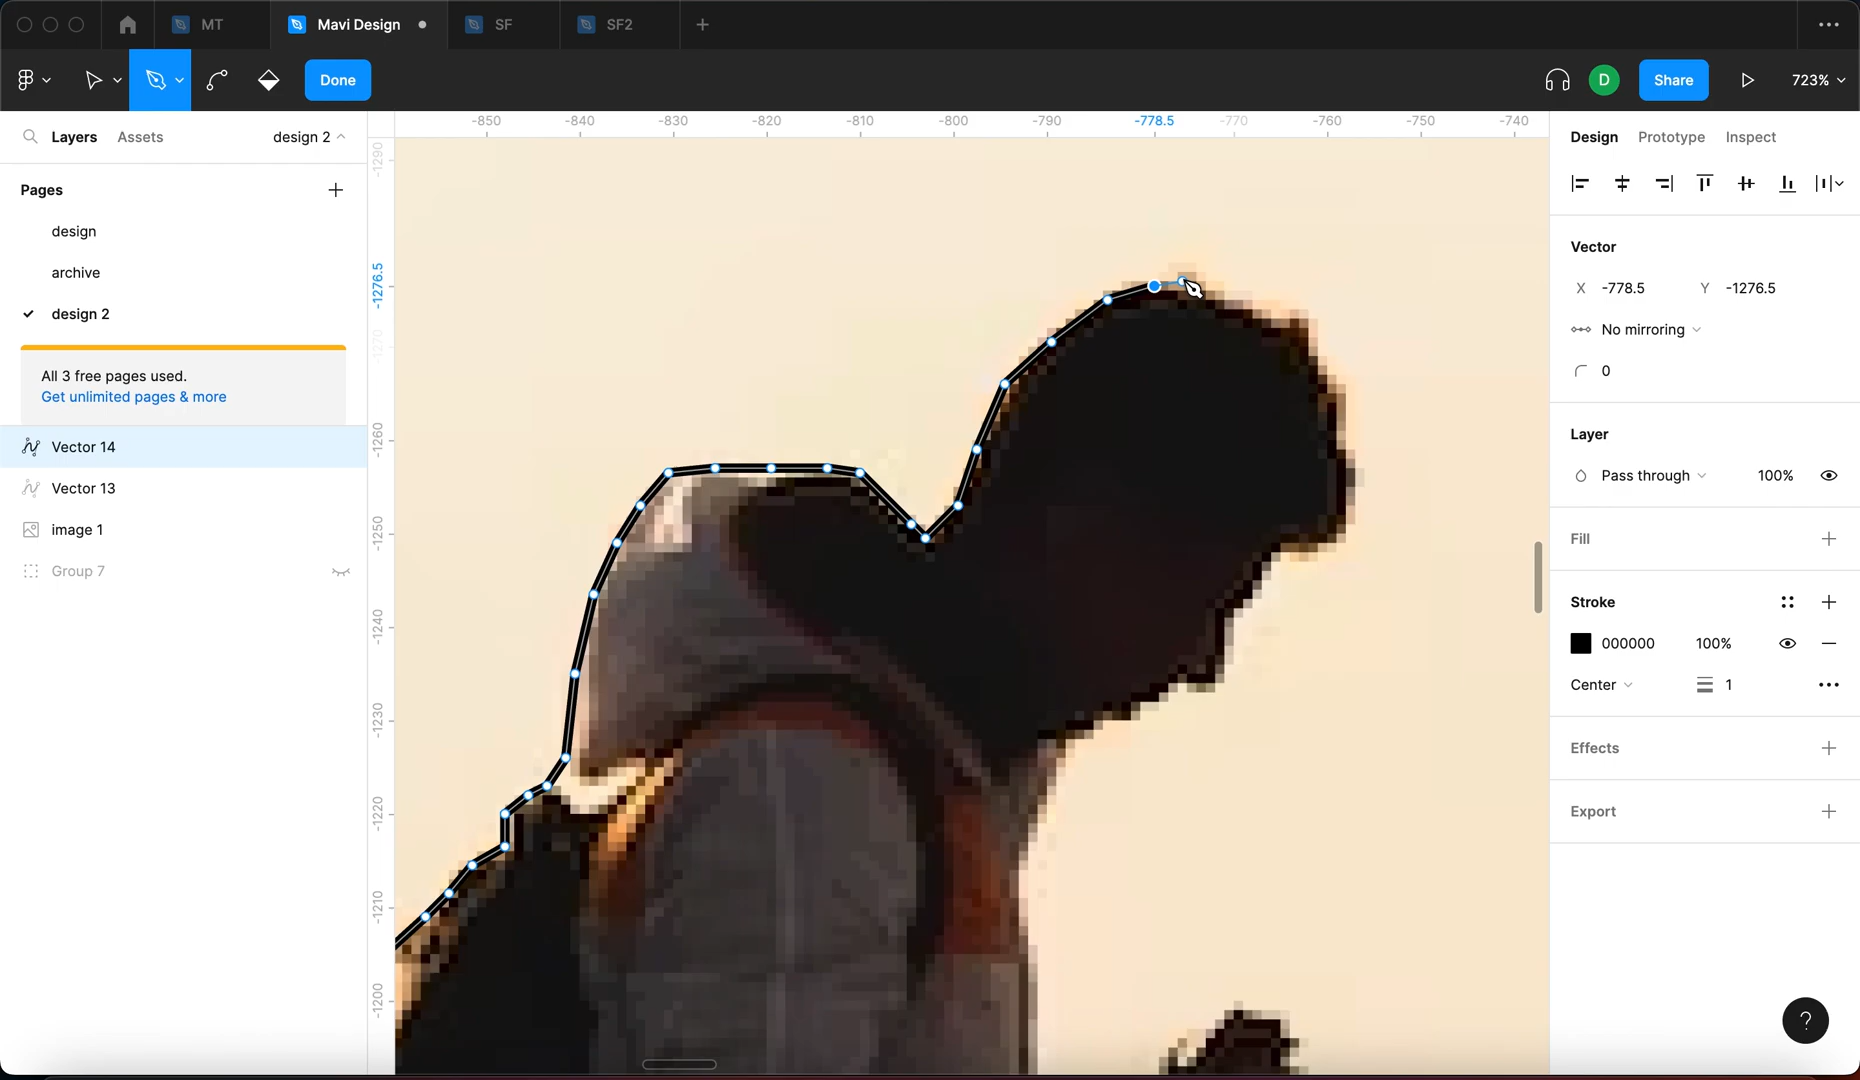 MT
Mavi Design
SF
SF2
Done
D
Share
723%
Layers
Assets
design 2
Pages
design
archive
design 2
All 3 free pages used.
Get unlimited pages & more
Vector 14
Vector 13
image 1
Group 7
-850
-840
-830
-820
-810
-800
-790
-778.5
-770
-760
-750
-740
-1290
-1276.5
-1270
-1260
-1250
-1240
-1230
-1220
-1210
-1200
Design
Prototype
Inspect
Vector
X -778.5
Y -1276.5
No mirroring
0
Layer
Pass through
100%
Fill
Stroke
000000
100%
Center
1
Effects
Export
?